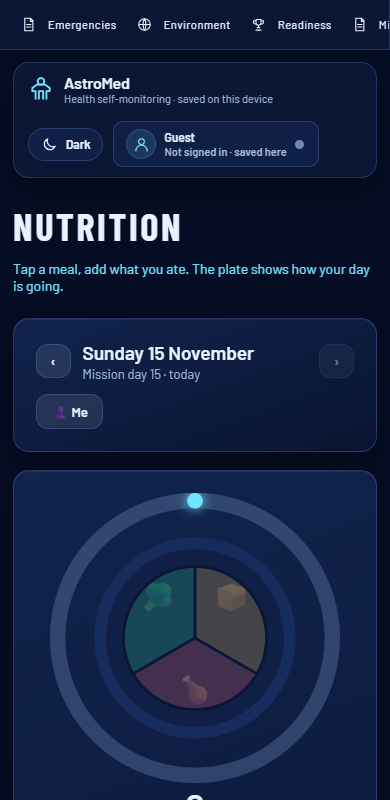 Emergencies
Environment
Readiness
Mi
AstroMed
Health self-monitoring · saved on this device
Dark
Guest
Not signed in · saved here
NUTRITION
Tap a meal, add what you ate. The plate shows how your day
is going.
‹
Sunday 15 November
Mission day 15 · today
›
Me